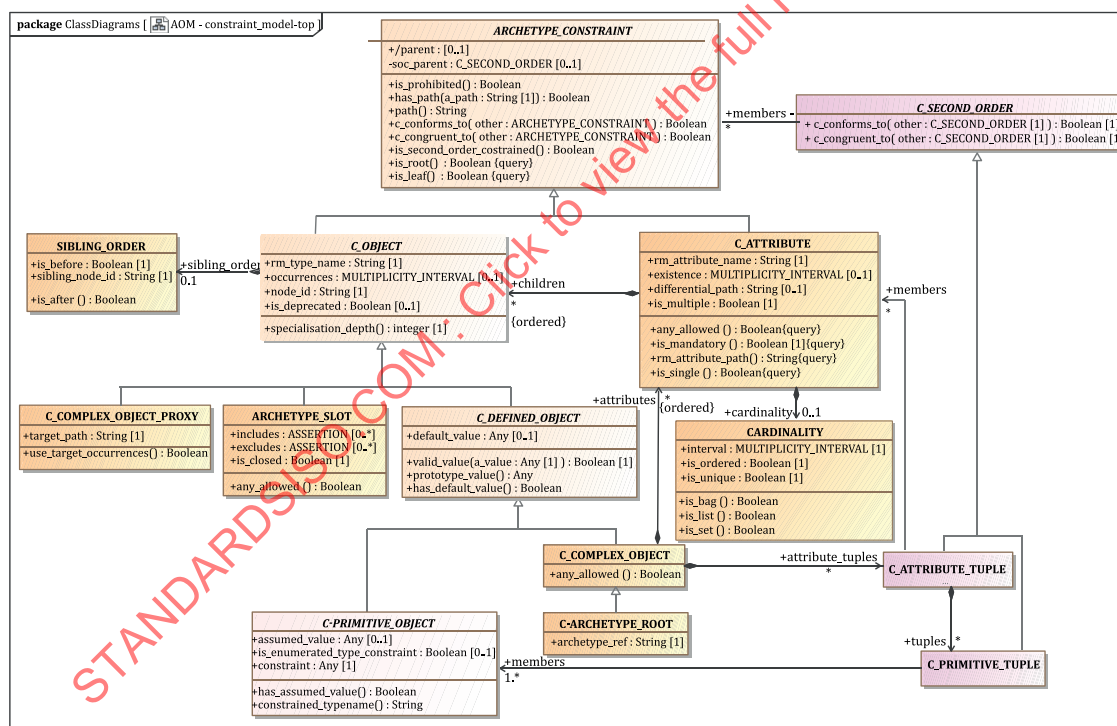 package ClassDiagrams [ AOM - constraint_model-top ]
ARCHETYPE_CONSTRAINT
+/parent : [0..1]
-soc_parent : C_SECOND_ORDER [0..1]
+is_prohibited() : Boolean
+has_path(a_path : String [1]) : Boolean
+path() : String
+c_conforms_to( other : ARCHETYPE_CONSTRAINT ) : Boolean
+c_congruent_to( other : ARCHETYPE_CONSTRAINT ) : Boolean
+is_second_order_costrained() : Boolean
+is_root() : Boolean {query}
+is_leaf() : Boolean {query}
+members -
*
C_SECOND_ORDER
+ c_conforms_to( other : C_SECOND_ORDER [1] ) : Boolean [1]
+ c_congruent_to( other : C_SECOND_ORDER [1] ) : Boolean [1]
SIBLING_ORDER
+is_before : Boolean [1]
+sibling_node_id : String [1]
+is_after () : Boolean
+sibling_order
0.1
C_OBJECT
+rm_type_name : String [1]
+occurrences : MULTIPLICITY_INTERVAL [0..1]
+node_id : String [1]
+is_deprecated : Boolean [0..1]
+specialisation_depth() : integer [1]
+children
*
{ordered}
C_ATTRIBUTE
+rm_attribute_name : String [1]
+existence : MULTIPLICITY_INTERVAL [0..1]
+differential_path : String [0..1]
+is_multiple : Boolean [1]
+any_allowed () : Boolean{query}
+is_mandatory () : Boolean [1]{query}
+rm_attribute_path() : String{query}
+is_single () : Boolean{query}
+members
*
C_COMPLEX_OBJECT_PROXY
+target_path : String [1]
+use_target_occurrences() : Boolean
ARCHETYPE_SLOT
+includes : ASSERTION [0..*]
+excludes : ASSERTION [0..*]
+is_closed : Boolean [1]
+any_allowed () : Boolean
C_DEFINED_OBJECT
+default_value : Any [0..1]
+valid_value(a_value : Any [1] ) : Boolean [1]
+prototype_value() : Any
+has_default_value() : Boolean
+attributes
*
{ordered}
+cardinality
0..1
CARDINALITY
+interval : MULTIPLICITY_INTERVAL [1]
+is_ordered : Boolean [1]
+is_unique : Boolean [1]
+is_bag () : Boolean
+is_list () : Boolean
+is_set () : Boolean
C_COMPLEX_OBJECT
+any_allowed () : Boolean
+attribute_tuples
*
C_ATTRIBUTE_TUPLE
...
C-ARCHETYPE_ROOT
+archetype_ref : String [1]
C-PRIMITIVE_OBJECT
+assumed_value : Any [0..1]
+is_enumerated_type_constraint : Boolean [0..1]
+constraint : Any [1]
+has_assumed_value() : Boolean
+constrained_typename() : String
+members
1.*
+tuples
*
C_PRIMITIVE_TUPLE
STANDARDSISO.COM : Click to view the full